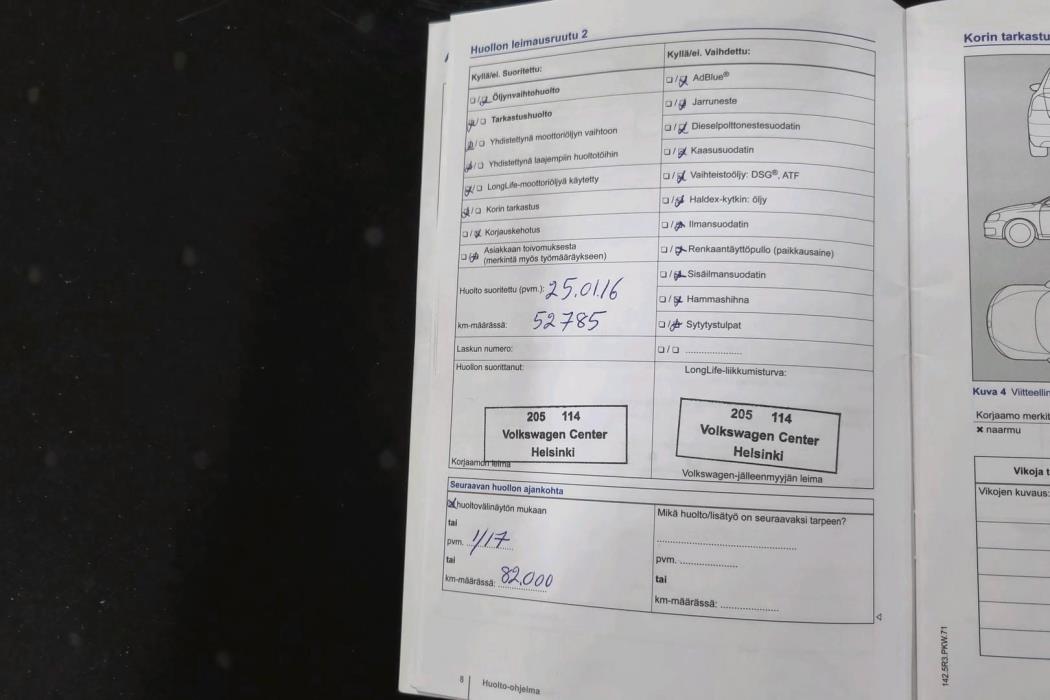 Huollon leimausruutu 2
Kyllä/ei. Suoritettu:
Öljynvaihtohuolto
Tarkastushuolto
Yhdistettynä moottoriöljyn vaihtoon
Yhdistettynä laajempiin huoltotöihin
LongLife-moottoriöljyä käytetty
Korin tarkastus
Korjauskehotus
Asiakkaan toivomuksesta
(merkintä myös työmääräykseen)
Huolto suoritettu (pvm.): 25.01.16
km-määrässä: 52785
Laskun numero:
Huollon suorittanut:
205 114
Volkswagen Center
Helsinki
Korjaamon leima
Kyllä/ei. Vaihdettu:
AdBlue®
Jarruneste
Dieselpolttonestesuodatin
Kaasusuodatin
Vaihteistoöljy: DSG®, ATF
Haldex-kytkin: öljy
Ilmansuodatin
Renkaantäyttöpullo (paikkausaine)
Sisäilmansuodatin
Hammashihna
Sytytystulpat
LongLife-liikkumisturva:
205 114
Volkswagen Center
Helsinki
Volkswagen-jälleenmyyjän leima
Seuraavan huollon ajankohta
huoltovälinäytön mukaan
tai
pvm. 1/17
tai
km-määrässä: 82.000
Mikä huolto/lisätyö on seuraavaksi tarpeen?
pvm.
tai
km-määrässä:
8 Huolto-ohjelma
Korin tarkastu
Kuva 4 Viitteellin
Korjaamo merkit
x naarmu
Vikoja t
Vikojen kuvaus:
142.5R3.PKW.71